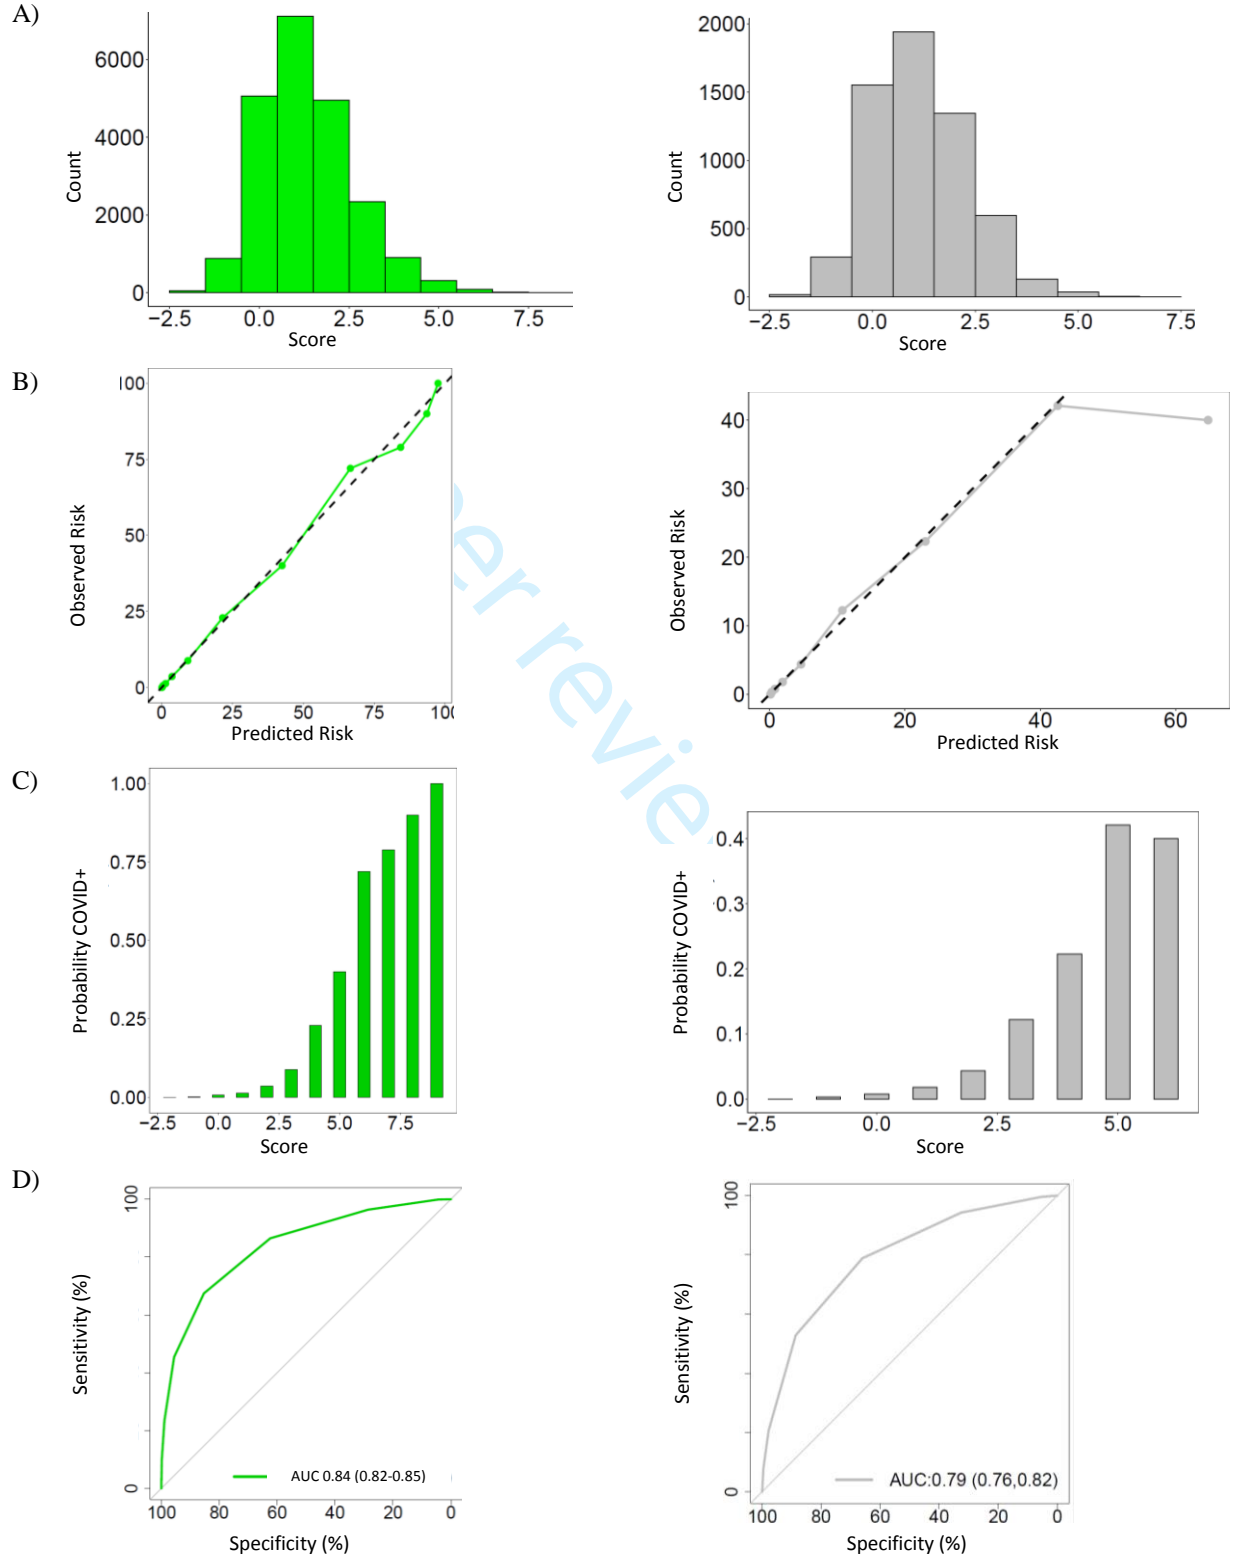 A)
6000
4000
2000
0
Count
−2.5 0.0 2.5 5.0 7.5
Score
2000
1500
1000
500
0
Count
−2.5 0.0 2.5 5.0 7.5
Score
B)
100
75
50
25
0
Observed Risk
0 25 50 75 100
Predicted Risk
40
30
20
10
0
Observed Risk
0 20 40 60
Predicted Risk
er review
C)
1.00
0.75
0.50
0.25
0.00
Probability COVID+
−2.5 0.0 2.5 5.0 7.5
Score
0.4
0.3
0.2
0.1
0.0
Probability COVID+
−2.5 0.0 2.5 5.0
Score
D)
100
0
Sensitivity (%)
AUC 0.84 (0.82-0.85)
100 80 60 40 20 0
Specificity (%)
100
0
Sensitivity (%)
AUC:0.79 (0.76,0.82)
100 80 60 40 20 0
Specificity (%)